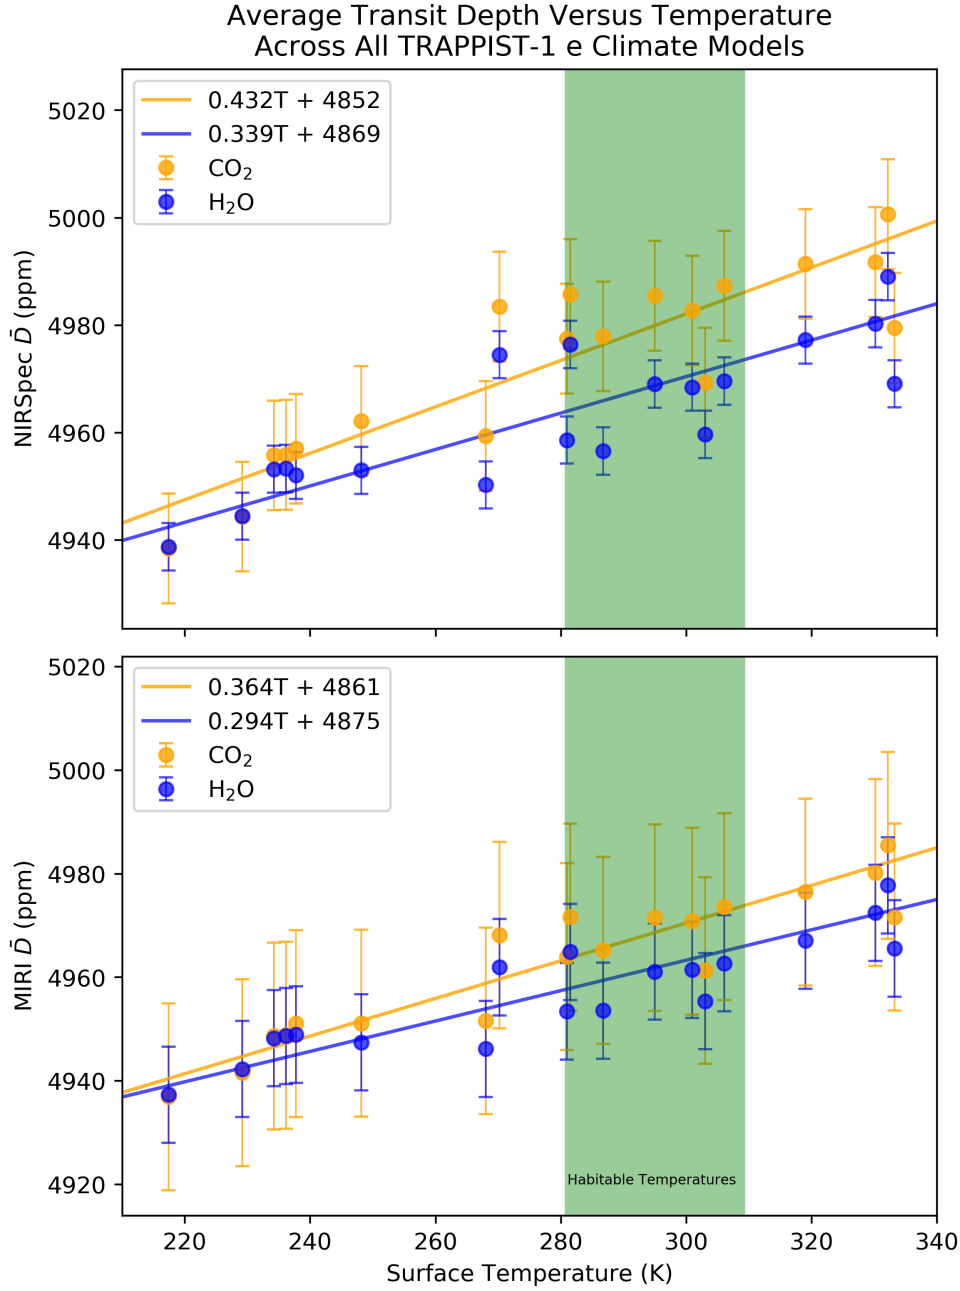 Average Transit Depth Versus Temperature
Across All TRAPPIST-1 e Climate Models
0.432T + 4852
0.339T + 4869
CO₂
H₂O
5020
5000
4980
4960
4940
NIRSpec D̄ (ppm)
0.364T + 4861
0.294T + 4875
CO₂
H₂O
5020
5000
4980
4960
4940
4920
MIRI D̄ (ppm)
Habitable Temperatures
220 240 260 280 300 320 340
Surface Temperature (K)